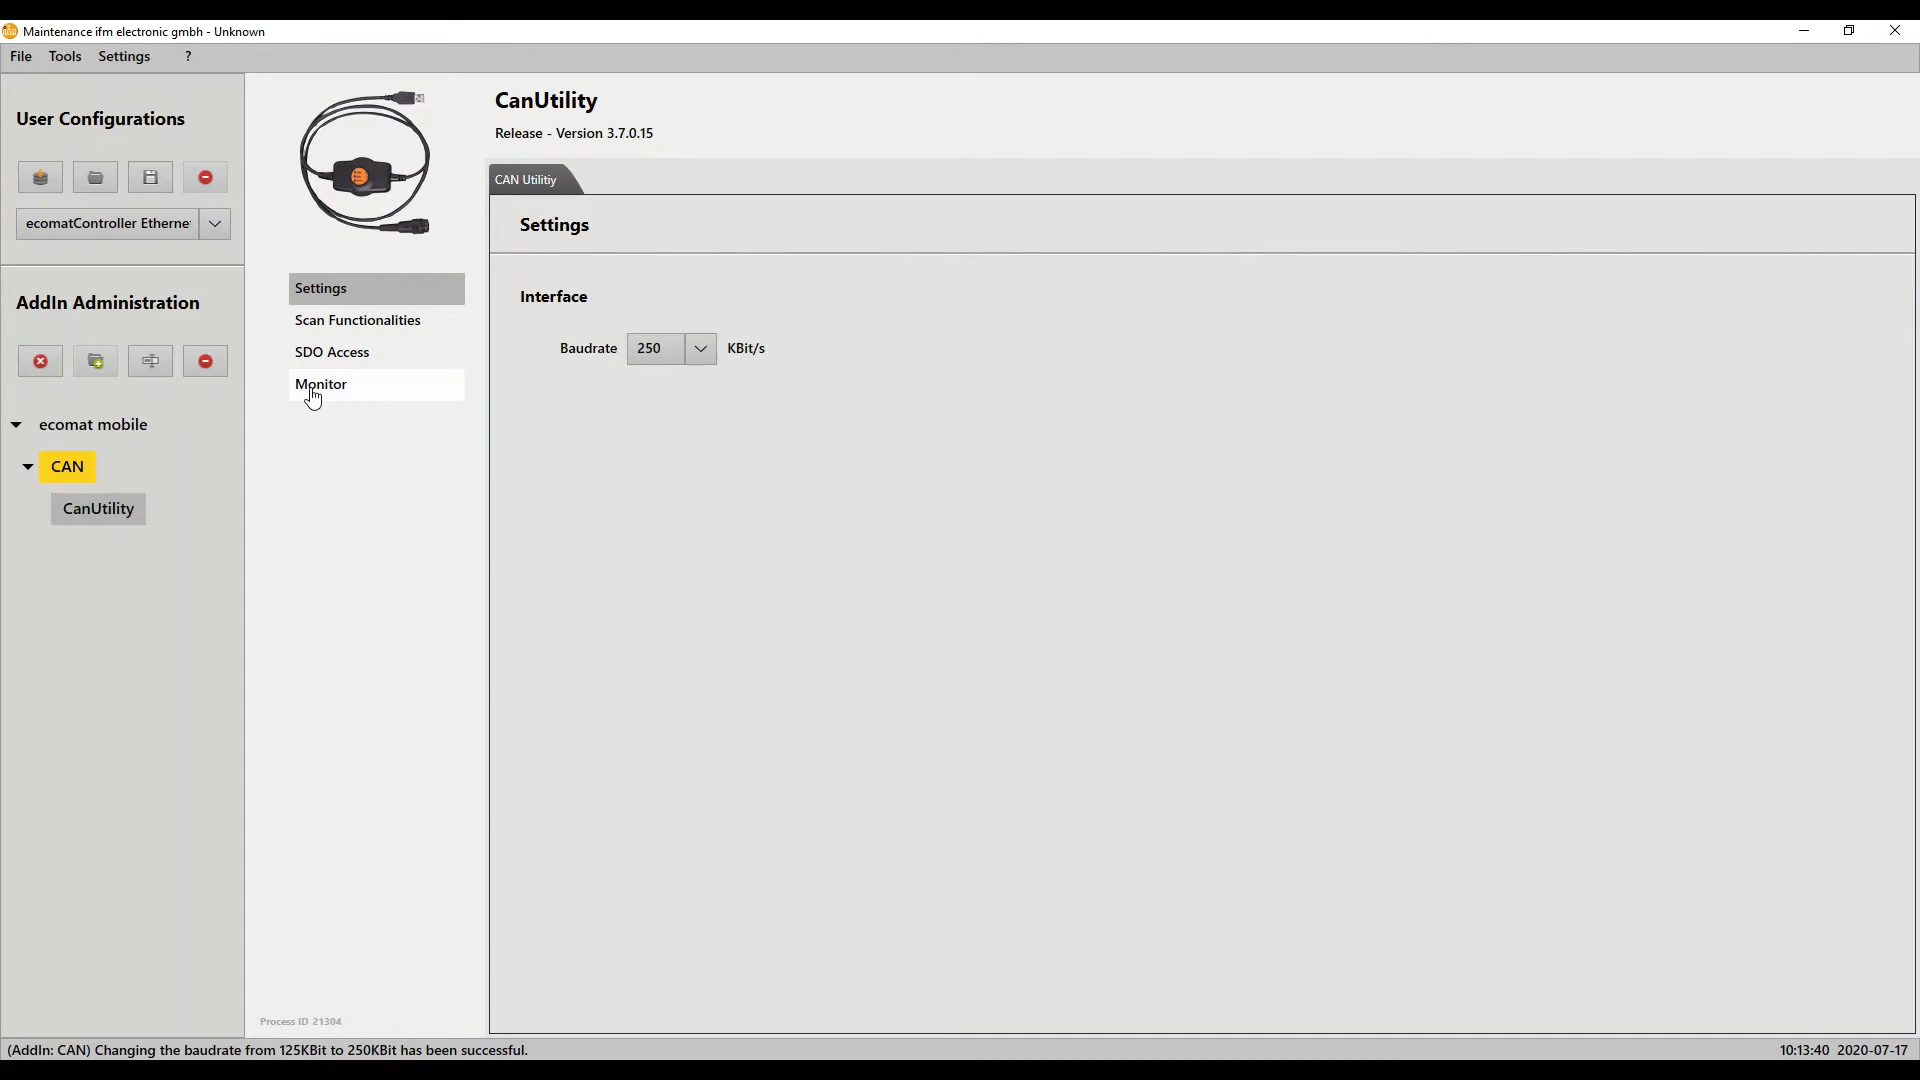 Maintenance ifm electronic gmbh - Unknown
File Tools Settings ?
User Configurations
ecomatController Etherne
AddIn Administration
ecomat mobile
CAN
CanUtility
Settings
Scan Functionalities
SDO Access
Monitor
Process ID 21304
CanUtility
Release - Version 3.7.0.15
CAN Utilitiy
Settings
Interface
Baudrate 250 KBit/s
(AddIn: CAN) Changing the baudrate from 125KBit to 250KBit has been successful.
10:13:40 2020-07-17